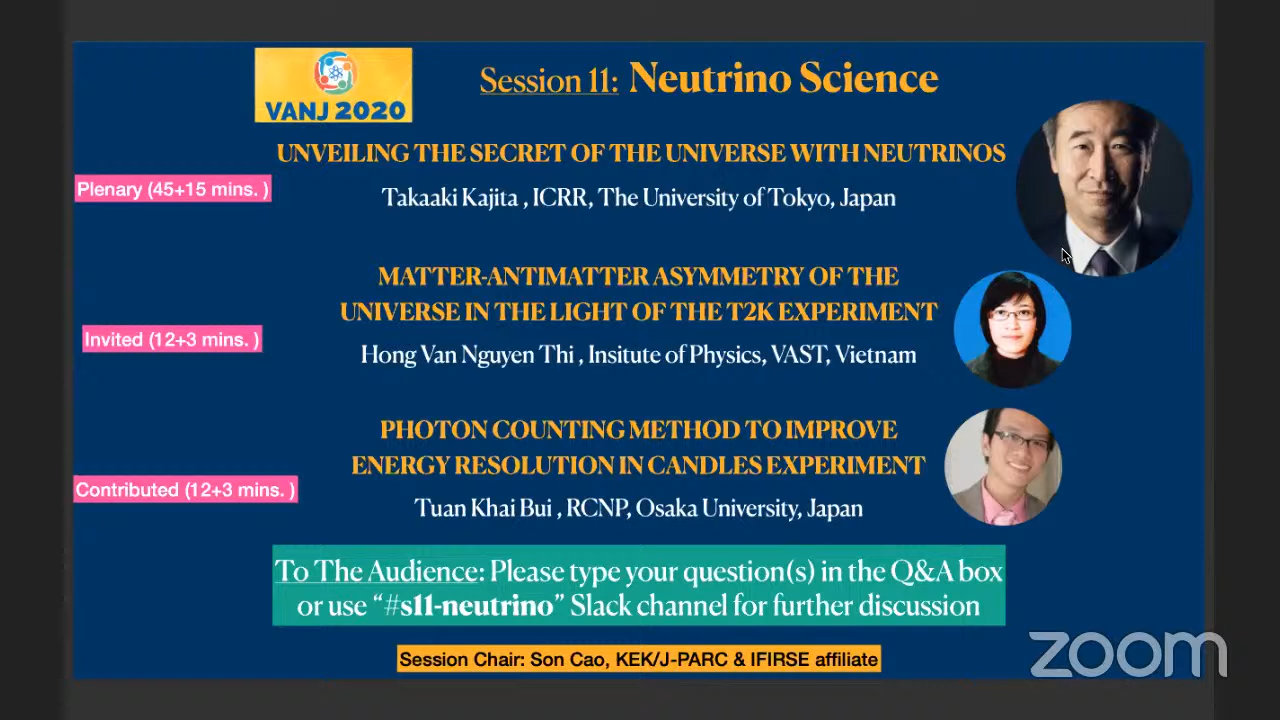 VANJ 2020
Session 11: Neutrino Science
UNVEILING THE SECRET OF THE UNIVERSE WITH NEUTRINOS
Plenary (45+15 mins. )
Takaaki Kajita , ICRR, The University of Tokyo, Japan
MATTER-ANTIMATTER ASYMMETRY OF THE
UNIVERSE IN THE LIGHT OF THE T2K EXPERIMENT
Invited (12+3 mins. )
Hong Van Nguyen Thi , Insitute of Physics, VAST, Vietnam
PHOTON COUNTING METHOD TO IMPROVE
ENERGY RESOLUTION IN CANDLES EXPERIMENT
Contributed (12+3 mins. )
Tuan Khai Bui , RCNP, Osaka University, Japan
To The Audience: Please type your question(s) in the Q&A box
or use “#s11-neutrino” Slack channel for further discussion
Session Chair: Son Cao, KEK/J-PARC & IFIRSE affiliate
zoom